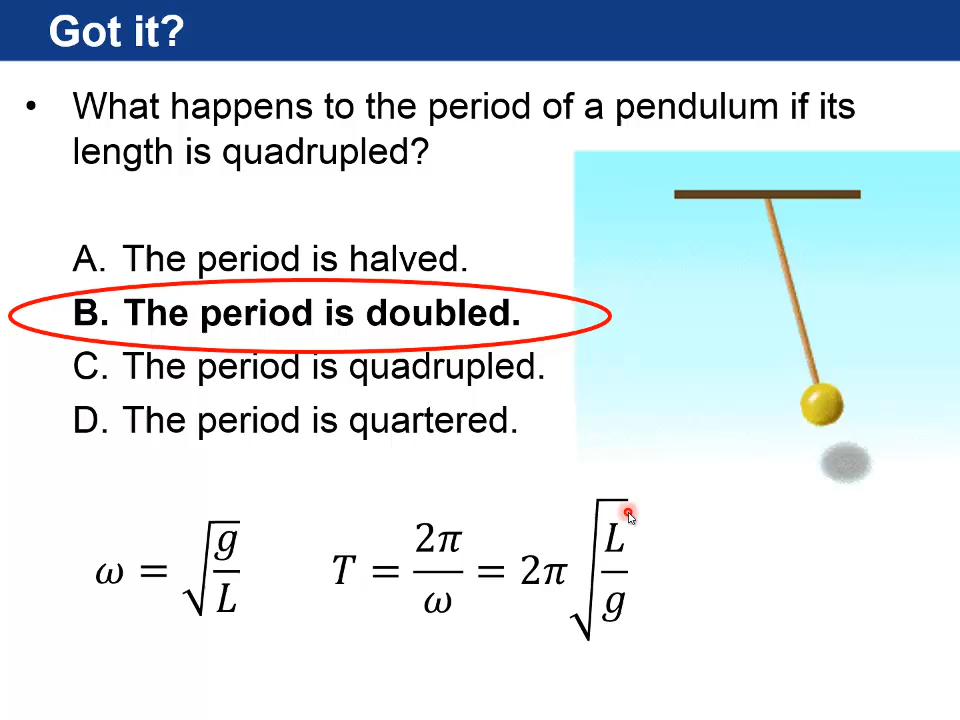 Got it?
• What happens to the period of a pendulum if its
length is quadrupled?
A. The period is halved.
B. The period is doubled.
C. The period is quadrupled.
D. The period is quartered.
𝜔 = √(g/L) T = 2π/𝜔 = 2π√(L/g)